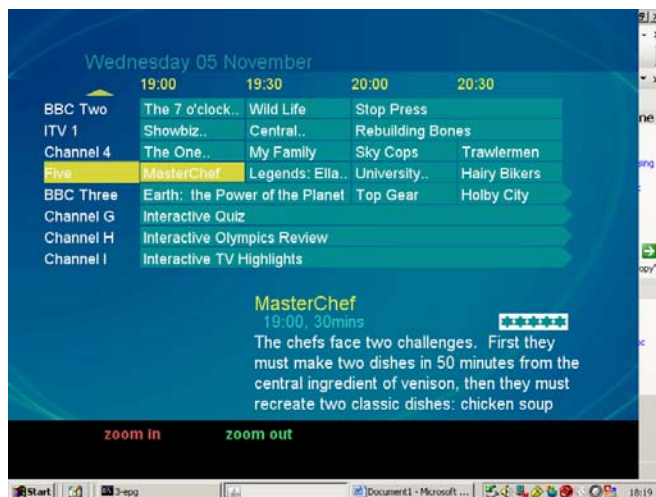 Wednesday 05 November
19:00 19:30 20:00 20:30
BBC Two The 7 o'clock.. Wild Life Stop Press
ITV 1 Showbiz.. Central.. Rebuilding Bones
Channel 4 The One.. My Family Sky Cops Trawlermen
Five MasterChef Legends: Ella.. University.. Hairy Bikers
BBC Three Earth: the Power of the Planet Top Gear Holby City
Channel G Interactive Quiz
Channel H Interactive Olympics Review
Channel I Interactive TV Highlights
MasterChef
19:00, 30mins
The chefs face two challenges. First they
must make two dishes in 50 minutes from the
central ingredient of venison, then they must
recreate two classic dishes: chicken soup
zoom in zoom out
Start 3-epg Document1 - Microsoft ... 18:19